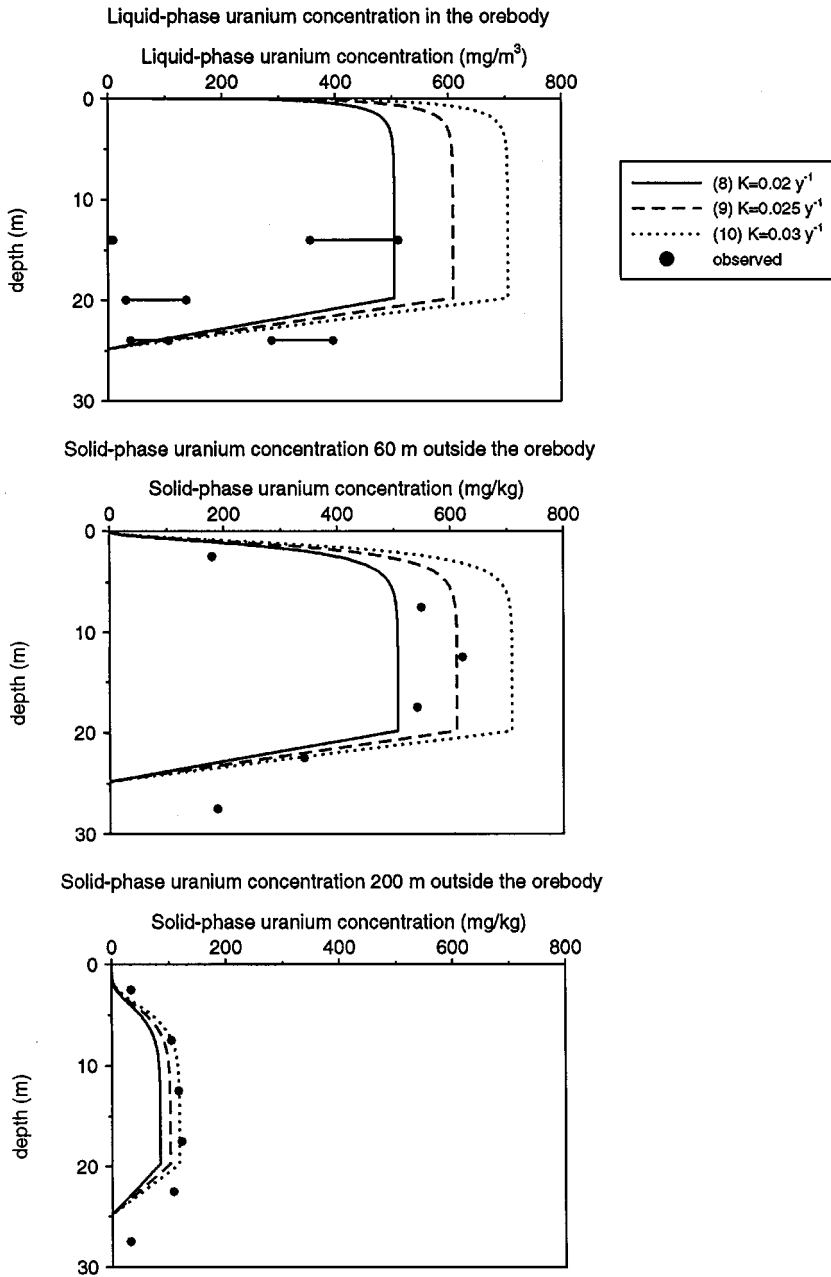 Liquid-phase uranium concentration in the orebody
Liquid-phase uranium concentration (mg/m³)
0 200 400 600 800
0
10
20
30
depth (m)
(8) K=0.02 y⁻¹
(9) K=0.025 y⁻¹
(10) K=0.03 y⁻¹
observed
Solid-phase uranium concentration 60 m outside the orebody
Solid-phase uranium concentration (mg/kg)
0 200 400 600 800
0
10
20
30
depth (m)
Solid-phase uranium concentration 200 m outside the orebody
Solid-phase uranium concentration (mg/kg)
0 200 400 600 800
0
10
20
30
depth (m)